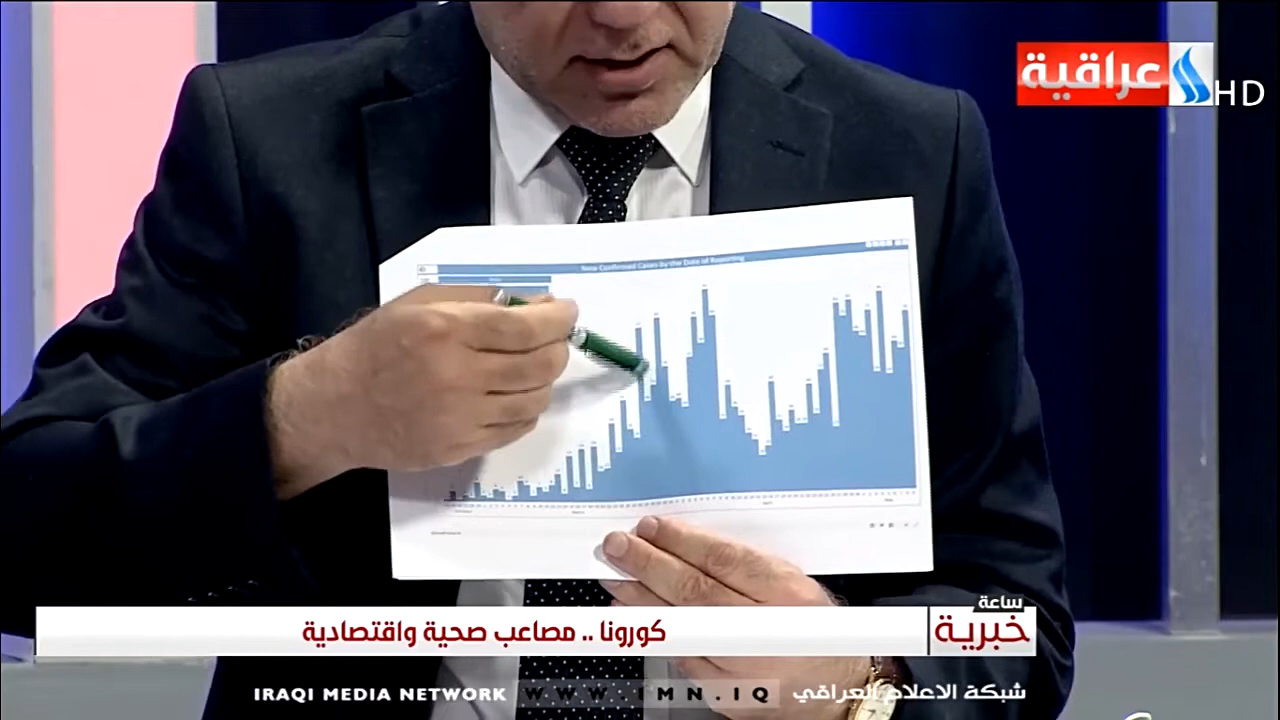 عراقية
HD
New Confirmed Cases by the Date of Reporting
ساعة
خبرية
كورونا .. مصاعب صحية واقتصادية
IRAQI MEDIA NETWORK WWW.IMN.IQ شبكة الاعلام العراقي